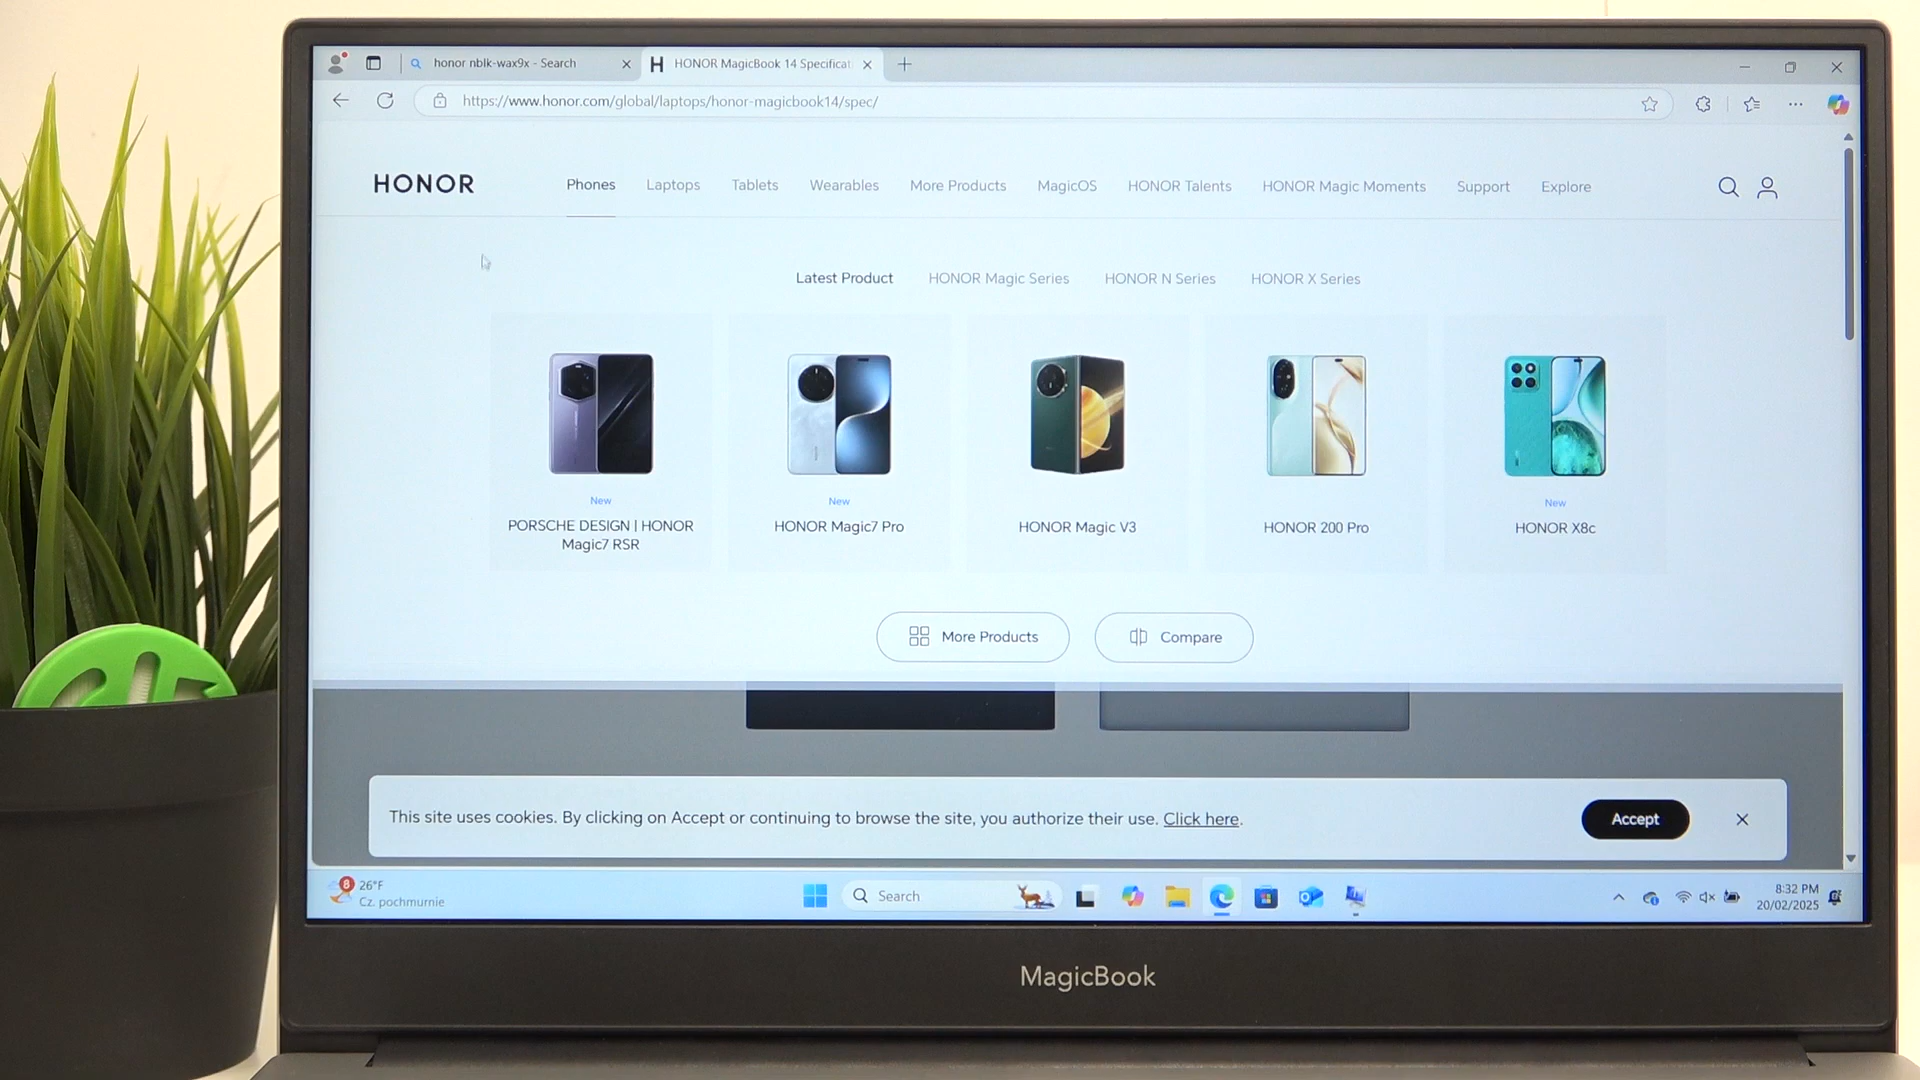 honor nblk-wax9x - Search
HONOR MagicBook 14 Specificat
https://www.honor.com/global/laptops/honor-magicbook14/spec/
HONOR
Phones
Laptops
Tablets
Wearables
More Products
MagicOS
HONOR Talents
HONOR Magic Moments
Support
Explore
Latest Product
HONOR Magic Series
HONOR N Series
HONOR X Series
New
PORSCHE DESIGN | HONOR
Magic7 RSR
New
HONOR Magic7 Pro
HONOR Magic V3
HONOR 200 Pro
New
HONOR X8c
More Products
Compare
This site uses cookies. By clicking on Accept or continuing to browse the site, you authorize their use. Click here.
Accept
8
26°F
Cz. pochmurnie
Search
8:32 PM
20/02/2025
MagicBook